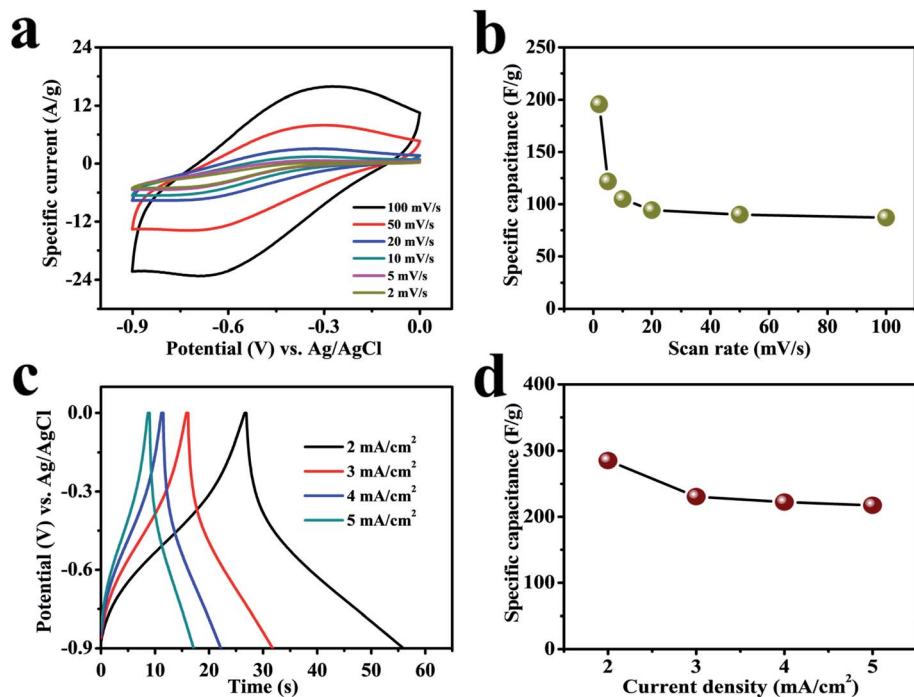 a
Specific current (A/g)
24
12
0
-12
-24
100 mV/s
50 mV/s
20 mV/s
10 mV/s
5 mV/s
2 mV/s
-0.9
-0.6
-0.3
0.0
Potential (V) vs. Ag/AgCl
b
Specific capacitance (F/g)
250
200
150
100
50
0
0
20
40
60
80
100
Scan rate (mV/s)
c
Potential (V) vs. Ag/AgCl
0.0
-0.3
-0.6
-0.9
2 mA/cm²
3 mA/cm²
4 mA/cm²
5 mA/cm²
0
10
20
30
40
50
60
Time (s)
d
Specific capacitance (F/g)
400
300
200
100
0
2
3
4
5
Current density (mA/cm²)